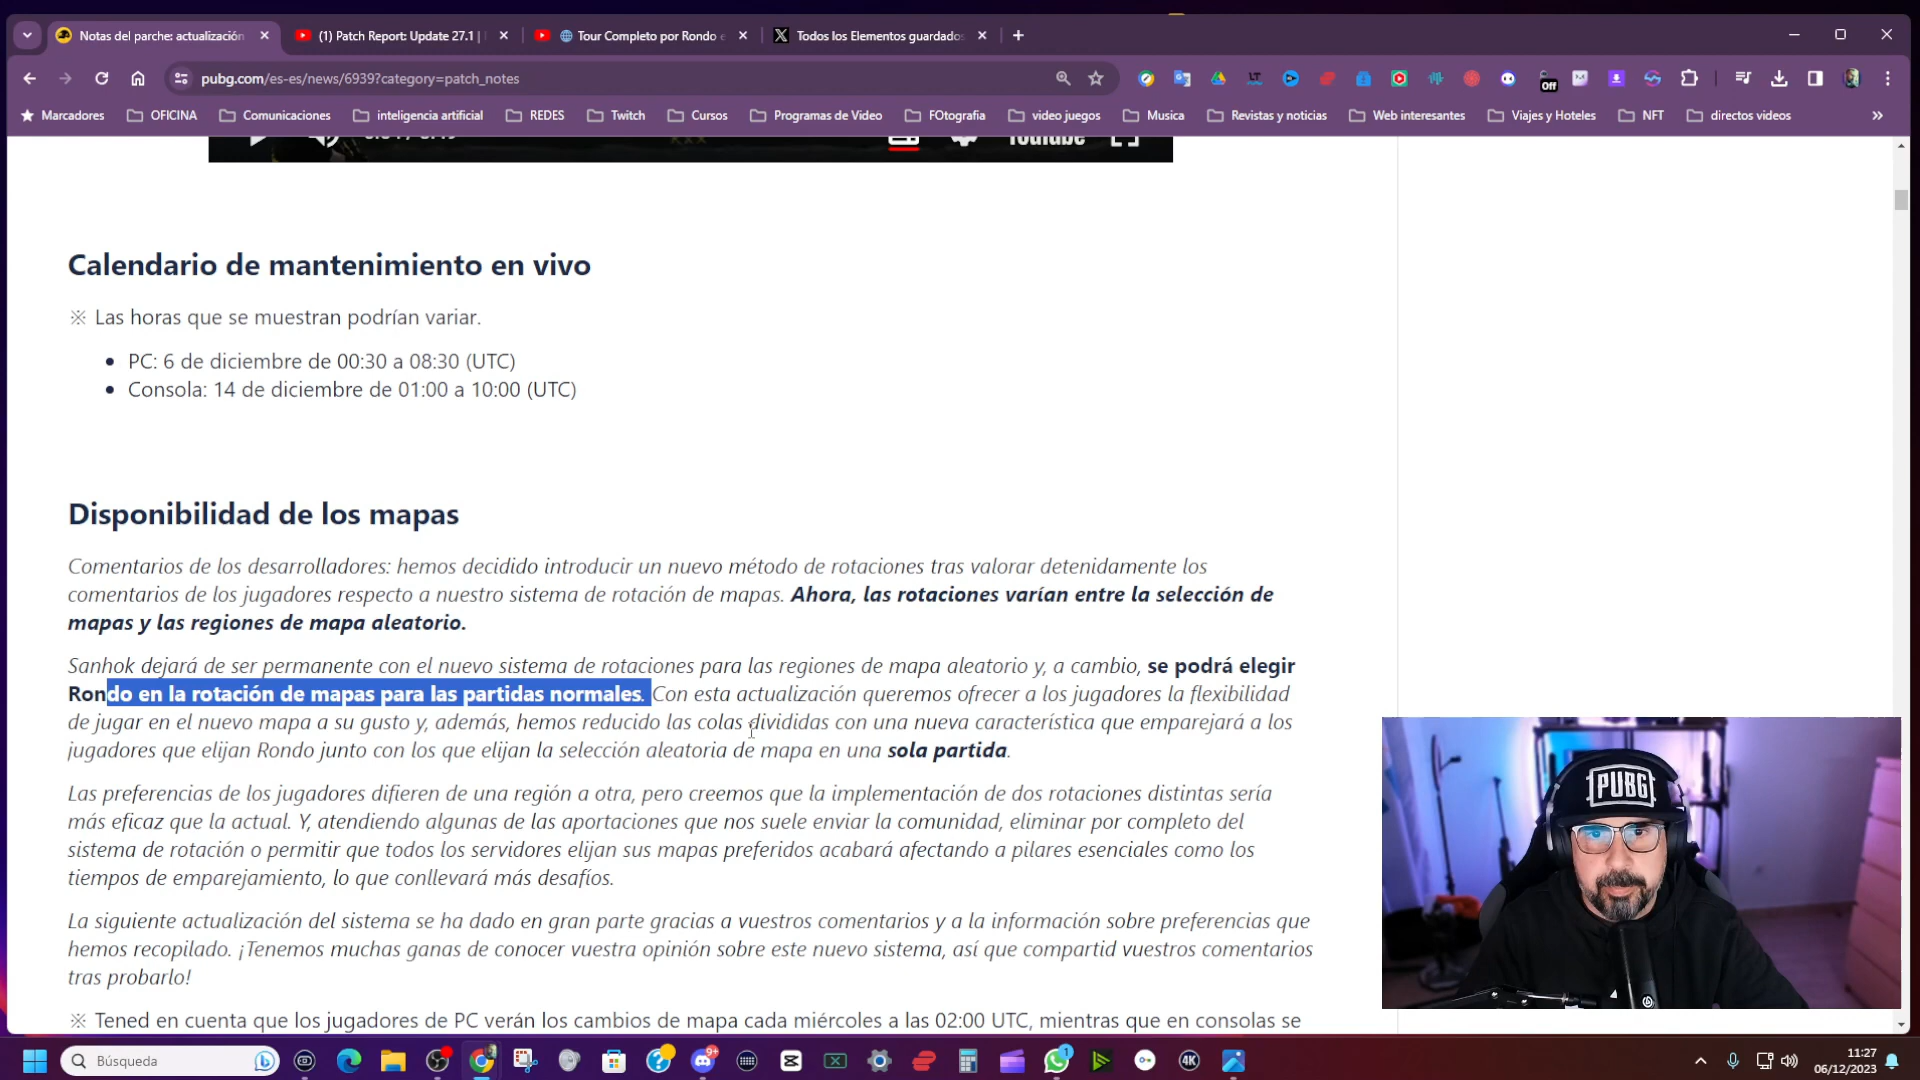 Notas del parche: actualización
(1) Patch Report: Update 27.1 |
Tour Completo por Rondo e
Todos los Elementos guardados
pubg.com/es-es/news/6939?category=patch_notes
Off
Marcadores OFICINA Comunicaciones inteligencia artificial REDES Twitch Cursos Programas de Video FOtografia video juegos Musica Revistas y noticias Web interesantes Viajes y Hoteles NFT directos videos
YouTube
Calendario de mantenimiento en vivo
※ Las horas que se muestran podrían variar.
• PC: 6 de diciembre de 00:30 a 08:30 (UTC)
• Consola: 14 de diciembre de 01:00 a 10:00 (UTC)
Disponibilidad de los mapas
Comentarios de los desarrolladores: hemos decidido introducir un nuevo método de rotaciones tras valorar detenidamente los
comentarios de los jugadores respecto a nuestro sistema de rotación de mapas. Ahora, las rotaciones varían entre la selección de
mapas y las regiones de mapa aleatorio.
Sanhok dejará de ser permanente con el nuevo sistema de rotaciones para las regiones de mapa aleatorio y, a cambio, se podrá elegir
Rondo en la rotación de mapas para las partidas normales. Con esta actualización queremos ofrecer a los jugadores la flexibilidad
de jugar en el nuevo mapa a su gusto y, además, hemos reducido las colas divididas con una nueva característica que emparejará a los
jugadores que elijan Rondo junto con los que elijan la selección aleatoria de mapa en una sola partida.
Las preferencias de los jugadores difieren de una región a otra, pero creemos que la implementación de dos rotaciones distintas sería
más eficaz que la actual. Y, atendiendo algunas de las aportaciones que nos suele enviar la comunidad, eliminar por completo del
sistema de rotación o permitir que todos los servidores elijan sus mapas preferidos acabará afectando a pilares esenciales como los
tiempos de emparejamiento, lo que conllevará más desafíos.
La siguiente actualización del sistema se ha dado en gran parte gracias a vuestros comentarios y a la información sobre preferencias que
hemos recopilado. ¡Tenemos muchas ganas de conocer vuestra opinión sobre este nuevo sistema, así que compartid vuestros comentarios
tras probarlo!
※ Tened en cuenta que los jugadores de PC verán los cambios de mapa cada miércoles a las 02:00 UTC, mientras que en consolas se
PUBG
Búsqueda
9+
1
4K
11:27
06/12/2023